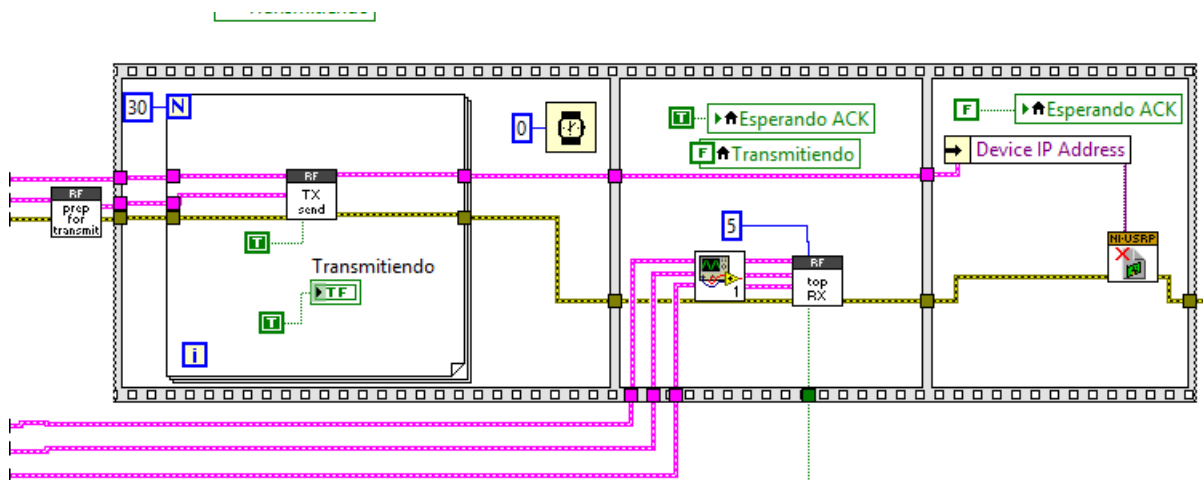 Transmitiendo
30
N
0
T
Esperando ACK
F
Transmitiendo
F
Esperando ACK
Device IP Address
RF
prep
for
transmit
RF
TX
send
T
Transmitiendo
TF
T
i
5
1
RF
top
RX
NI-USRP